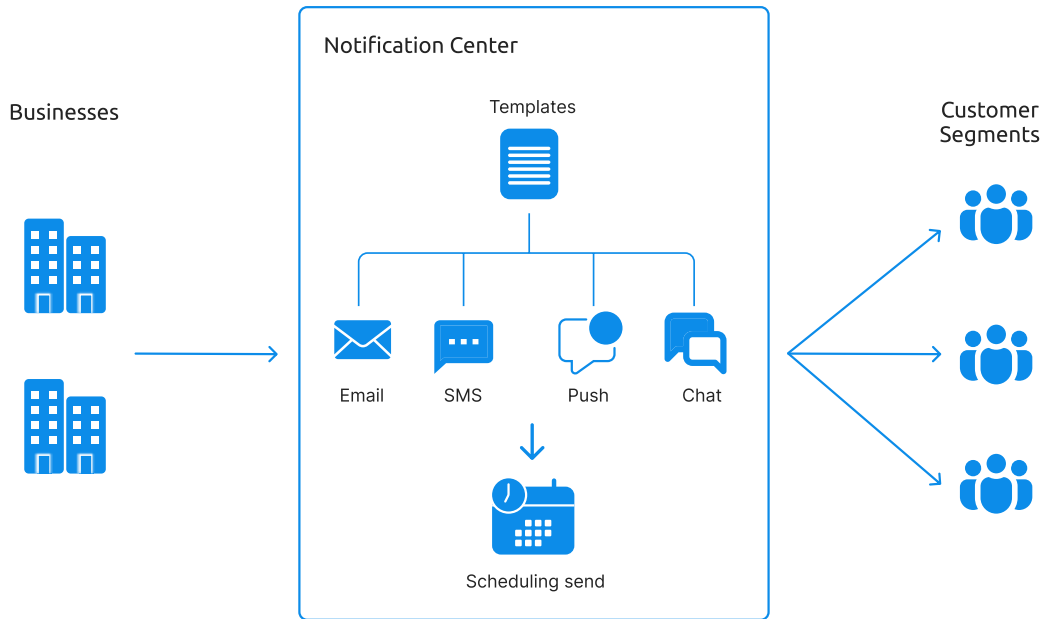 Notification Center
Businesses
Templates
Customer
Segments
Email
SMS
Push
Chat
Scheduling send